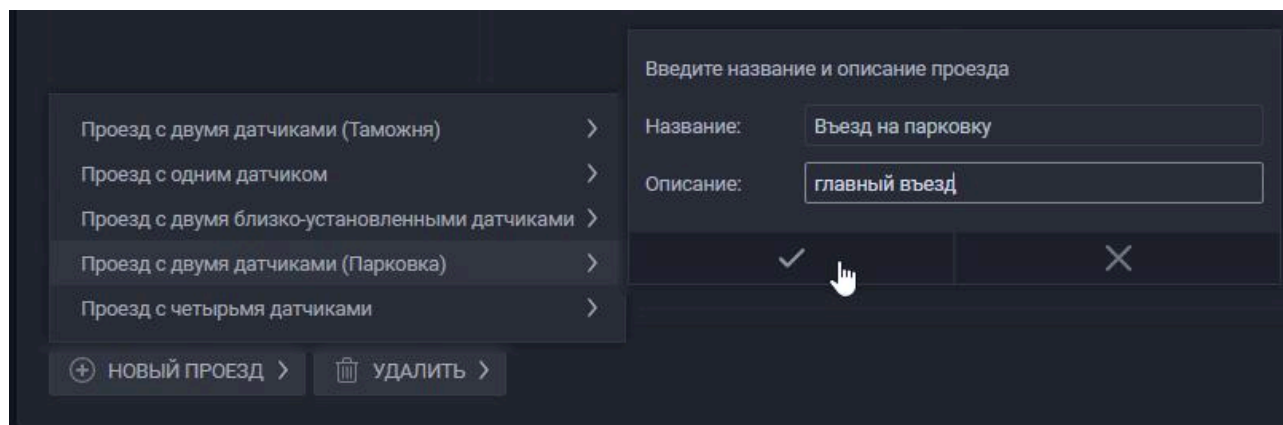 Введите название и описание проезда
Название: Въезд на парковку
Описание: главный въезд
Проезд с двумя датчиками (Таможня)
Проезд с одним датчиком
Проезд с двумя близко-установленными датчиками
Проезд с двумя датчиками (Парковка)
Проезд с четырьмя датчиками
НОВЫЙ ПРОЕЗД
УДАЛИТЬ